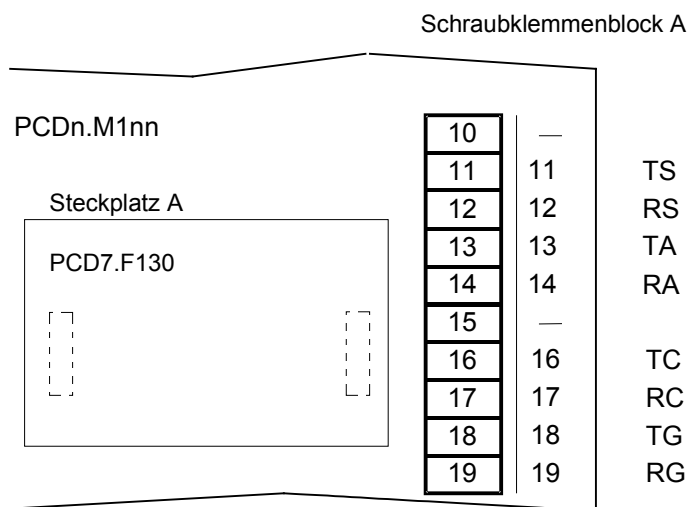 Schraubklemmenblock A
PCDn.M1nn
10 —
11 11 TS
Steckplatz A
12 12 RS
13 13 TA
PCD7.F130
14 14 RA
15 —
16 16 TC
17 17 RC
18 18 TG
19 19 RG